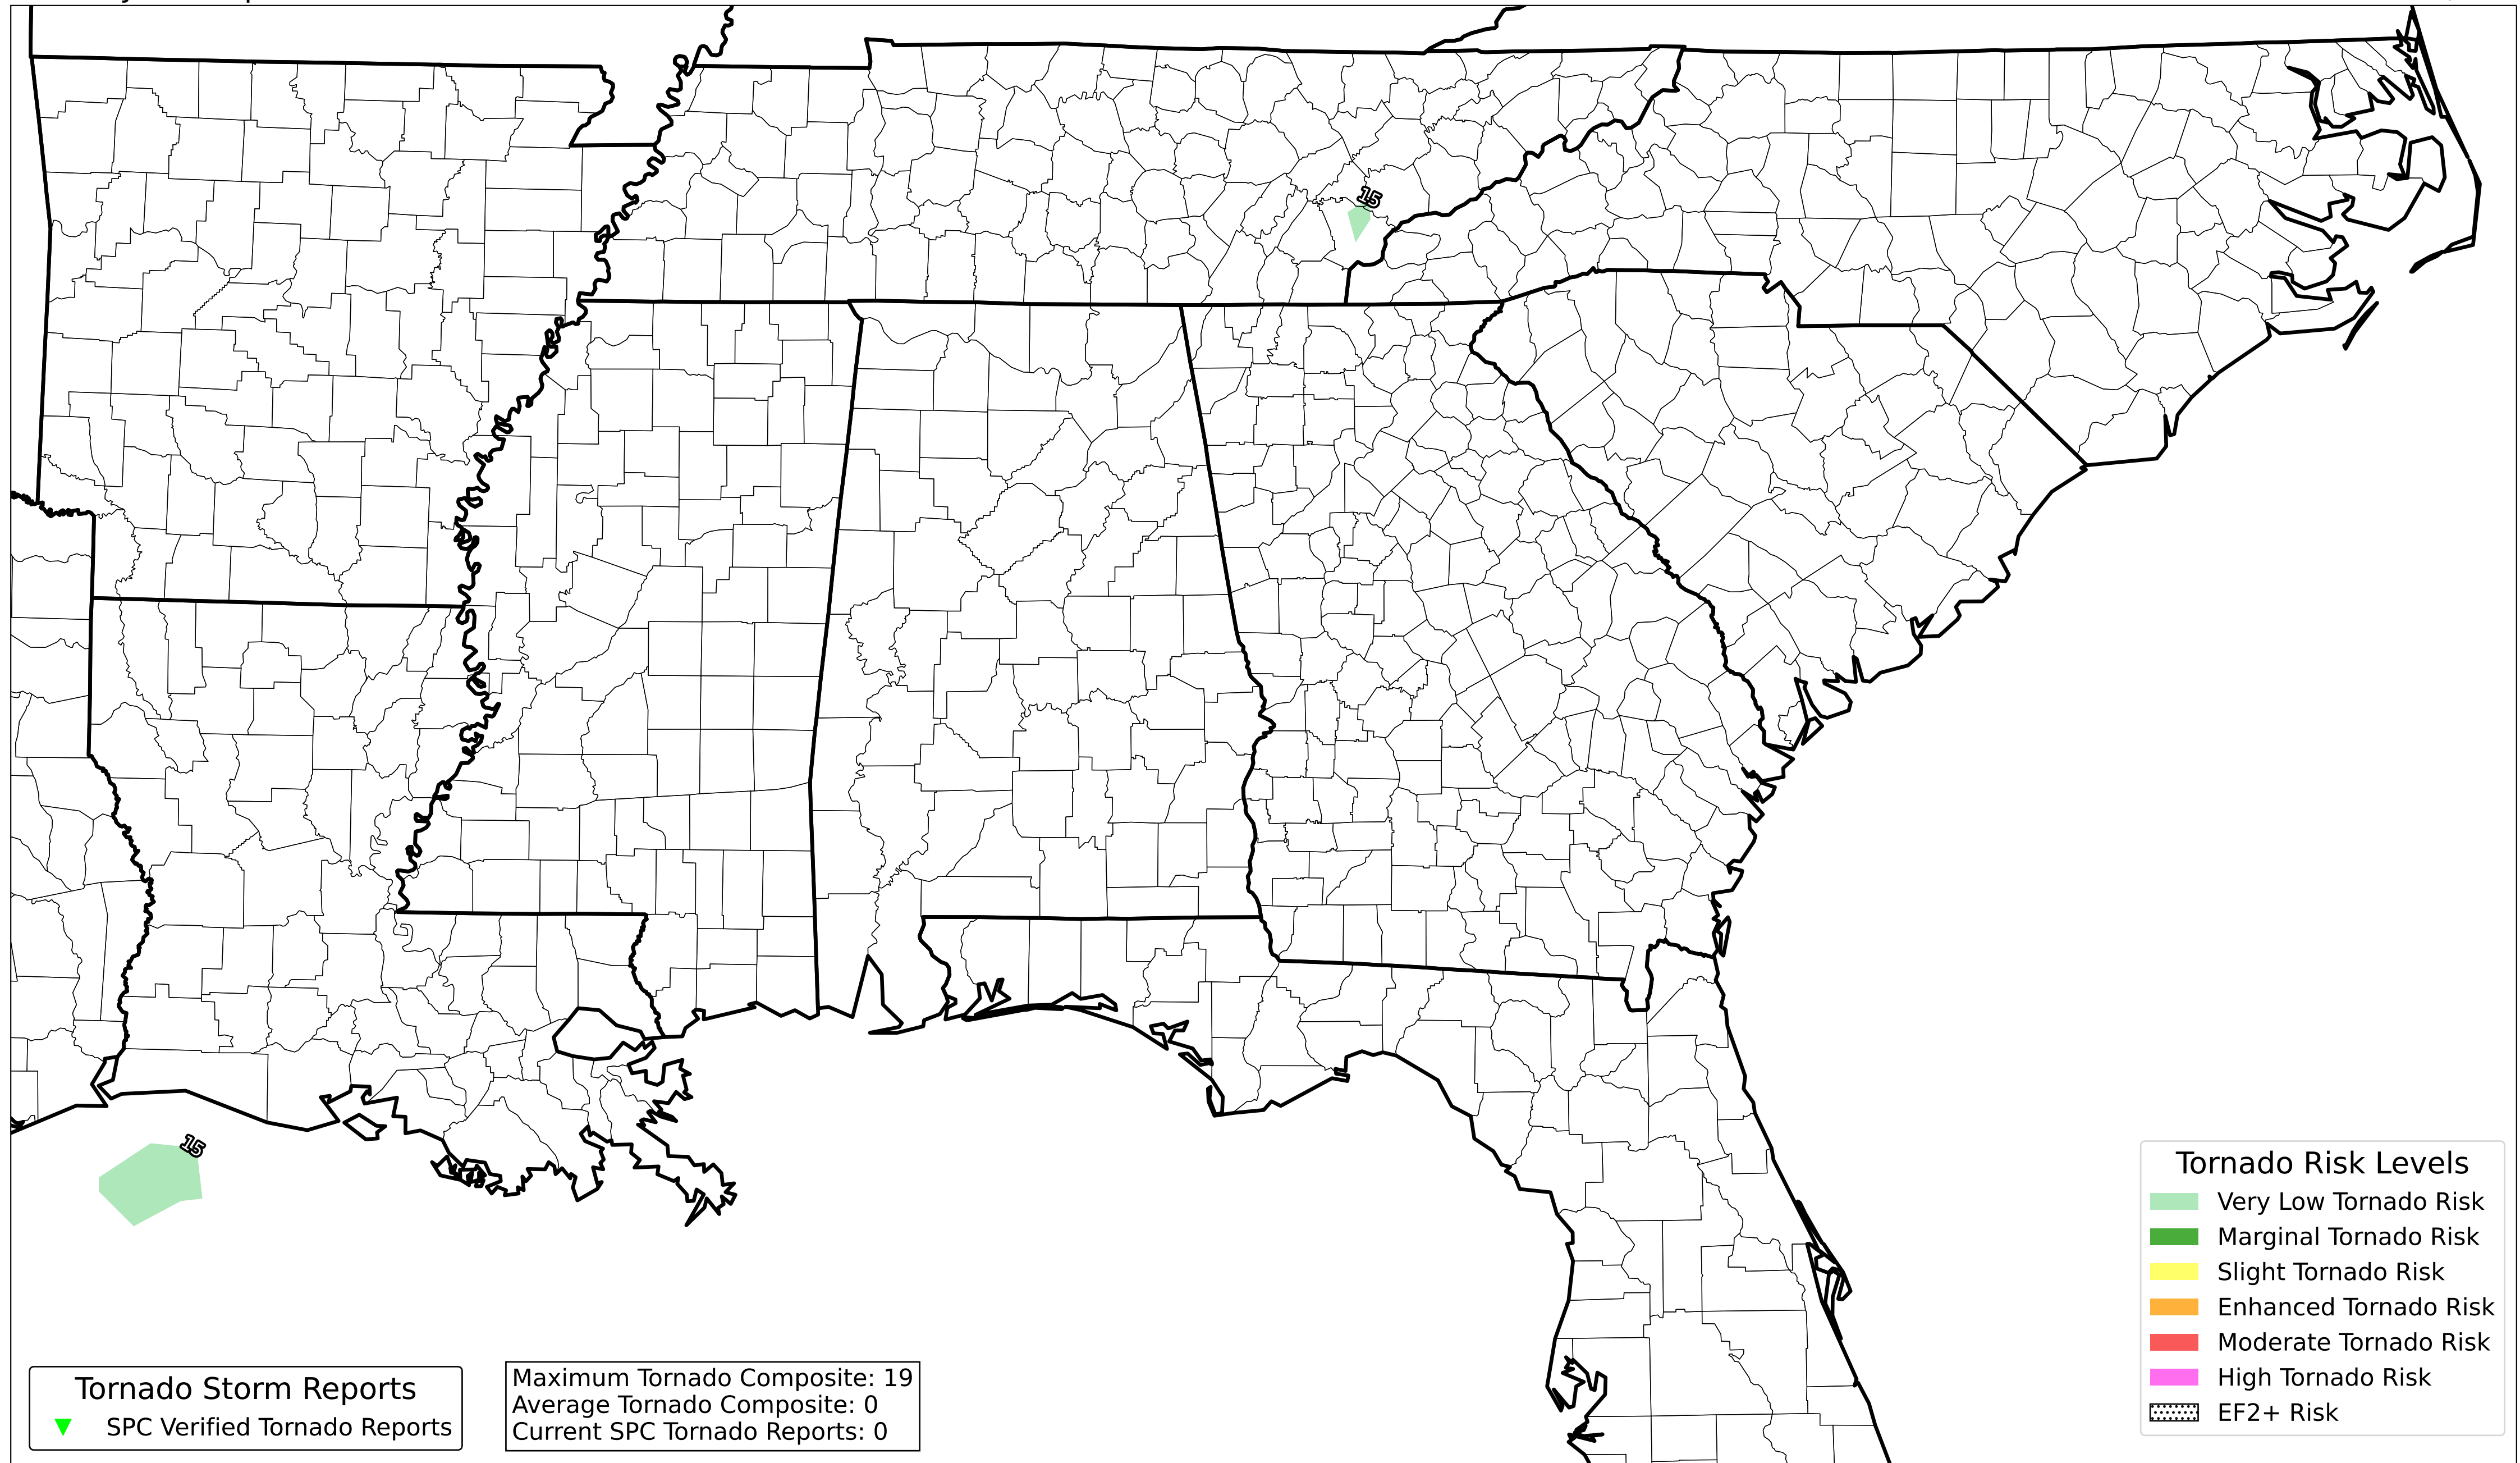 15
15
Tornado Risk Levels
Very Low Tornado Risk
Marginal Tornado Risk
Slight Tornado Risk
Enhanced Tornado Risk
Moderate Tornado Risk
High Tornado Risk
EF2+ Risk
Tornado Storm Reports
SPC Verified Tornado Reports
Maximum Tornado Composite: 19
Average Tornado Composite: 0
Current SPC Tornado Reports: 0